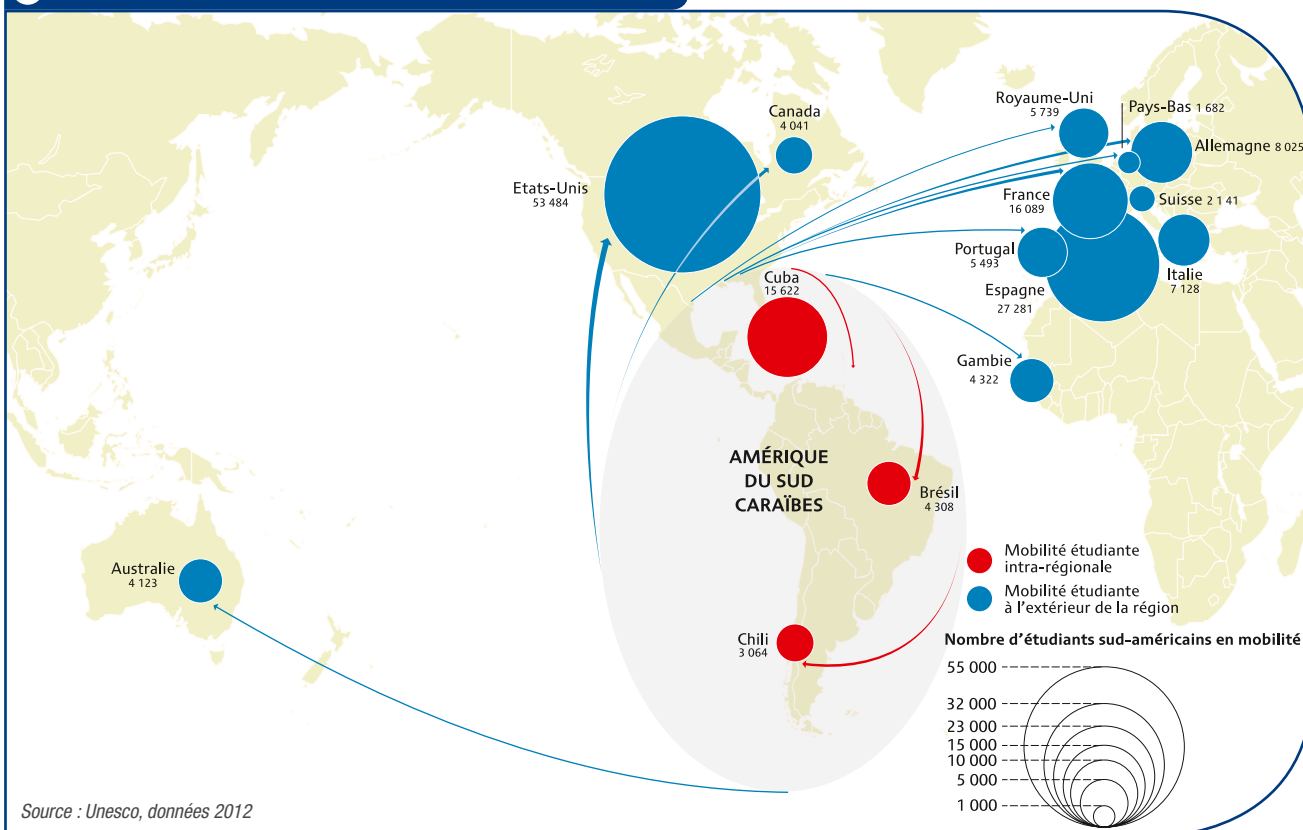 Canada
4 041
Etats-Unis
53 484
Royaume-Uni
5 739
Pays-Bas 1 682
Allemagne 8 025
France
16 089
Suisse 2 141
Portugal
5 493
Italie
7 128
Espagne
27 281
Cuba
15 622
Gambie
4 322
AMÉRIQUE
DU SUD
CARAÏBES
Brésil
4 308
Australie
4 123
Chili
3 064
Mobilité étudiante
intra-régionale
Mobilité étudiante
à l'extérieur de la région
Nombre d'étudiants sud-américains en mobilité
55 000
32 000
23 000
15 000
10 000
5 000
1 000
Source : Unesco, données 2012